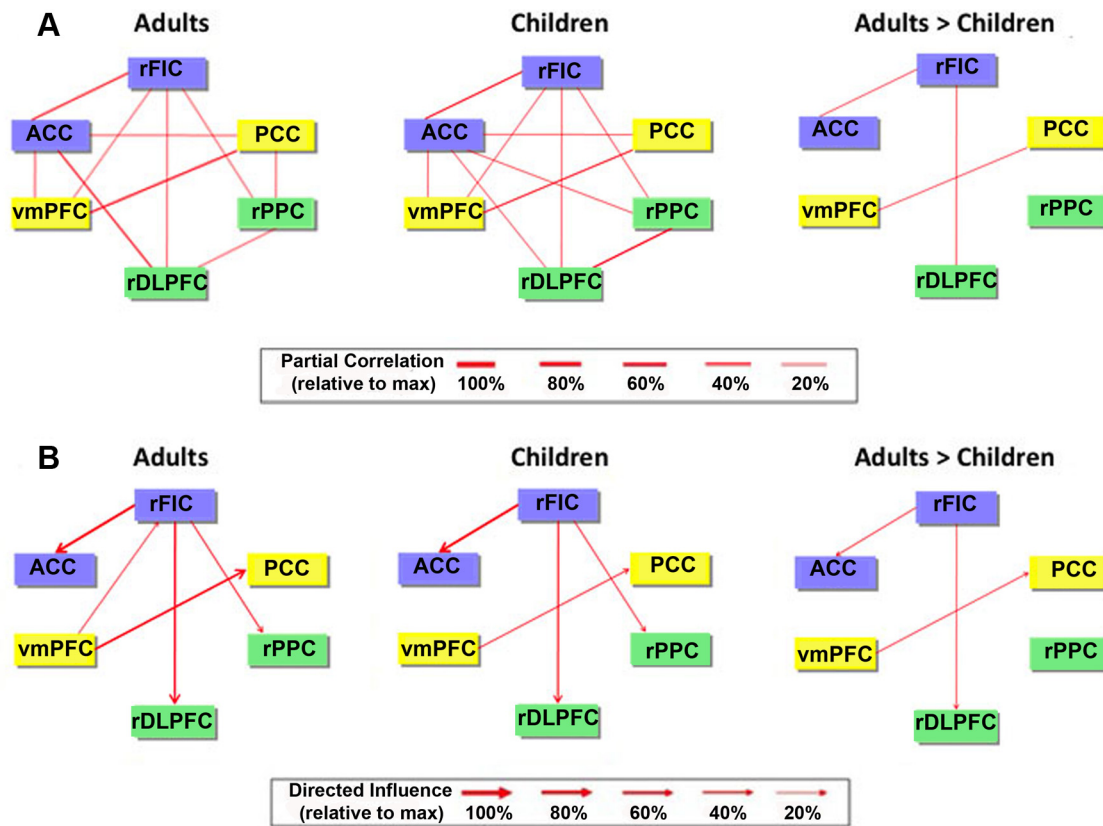 A
Adults
Children
Adults > Children
rFIC
ACC
PCC
vmPFC
rPPC
rDLPFC
rFIC
ACC
PCC
vmPFC
rPPC
rDLPFC
rFIC
ACC
PCC
vmPFC
rPPC
rDLPFC
Partial Correlation
(relative to max)
100%
80%
60%
40%
20%
B
Adults
Children
Adults > Children
rFIC
ACC
PCC
vmPFC
rPPC
rDLPFC
rFIC
ACC
PCC
vmPFC
rPPC
rDLPFC
rFIC
ACC
PCC
vmPFC
rPPC
rDLPFC
Directed Influence
(relative to max)
100%
80%
60%
40%
20%